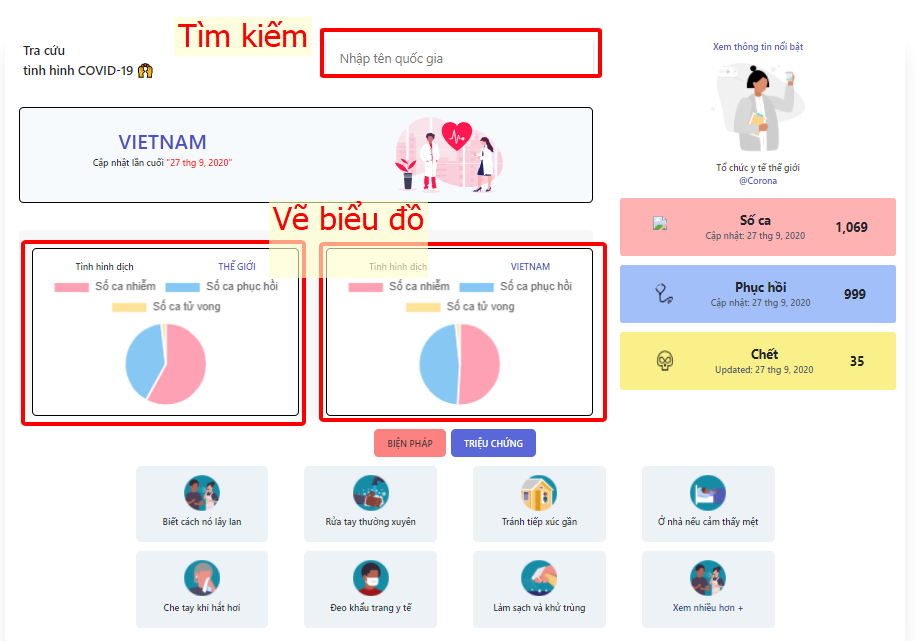 Tìm kiếm
Tra cứu
tình hình COVID-19
Nhập tên quốc gia
Xem thông tin nổi bật
VIETNAM
Cập nhật lần cuối "27 thg 9, 2020"
Tổ chức y tế thế giới
@Corona
Vẽ biểu đồ
Số ca
Cập nhật: 27 thg 9, 2020
1,069
Tình hình dịch THẾ GIỚI
Số ca nhiễm Số ca phục hồi
Số ca tử vong
Tình hình dịch VIETNAM
Số ca nhiễm Số ca phục hồi
Số ca tử vong
Phục hồi
Cập nhật: 27 thg 9, 2020
999
Chết
Updated: 27 thg 9, 2020
35
BIỆN PHÁP TRIỆU CHỨNG
Biết cách nó lây lan
Rửa tay thường xuyên
Tránh tiếp xúc gần
Ở nhà nếu cảm thấy mệt
Che tay khi hắt hơi
Đeo khẩu trang y tế
Làm sạch và khử trùng
Xem nhiều hơn +